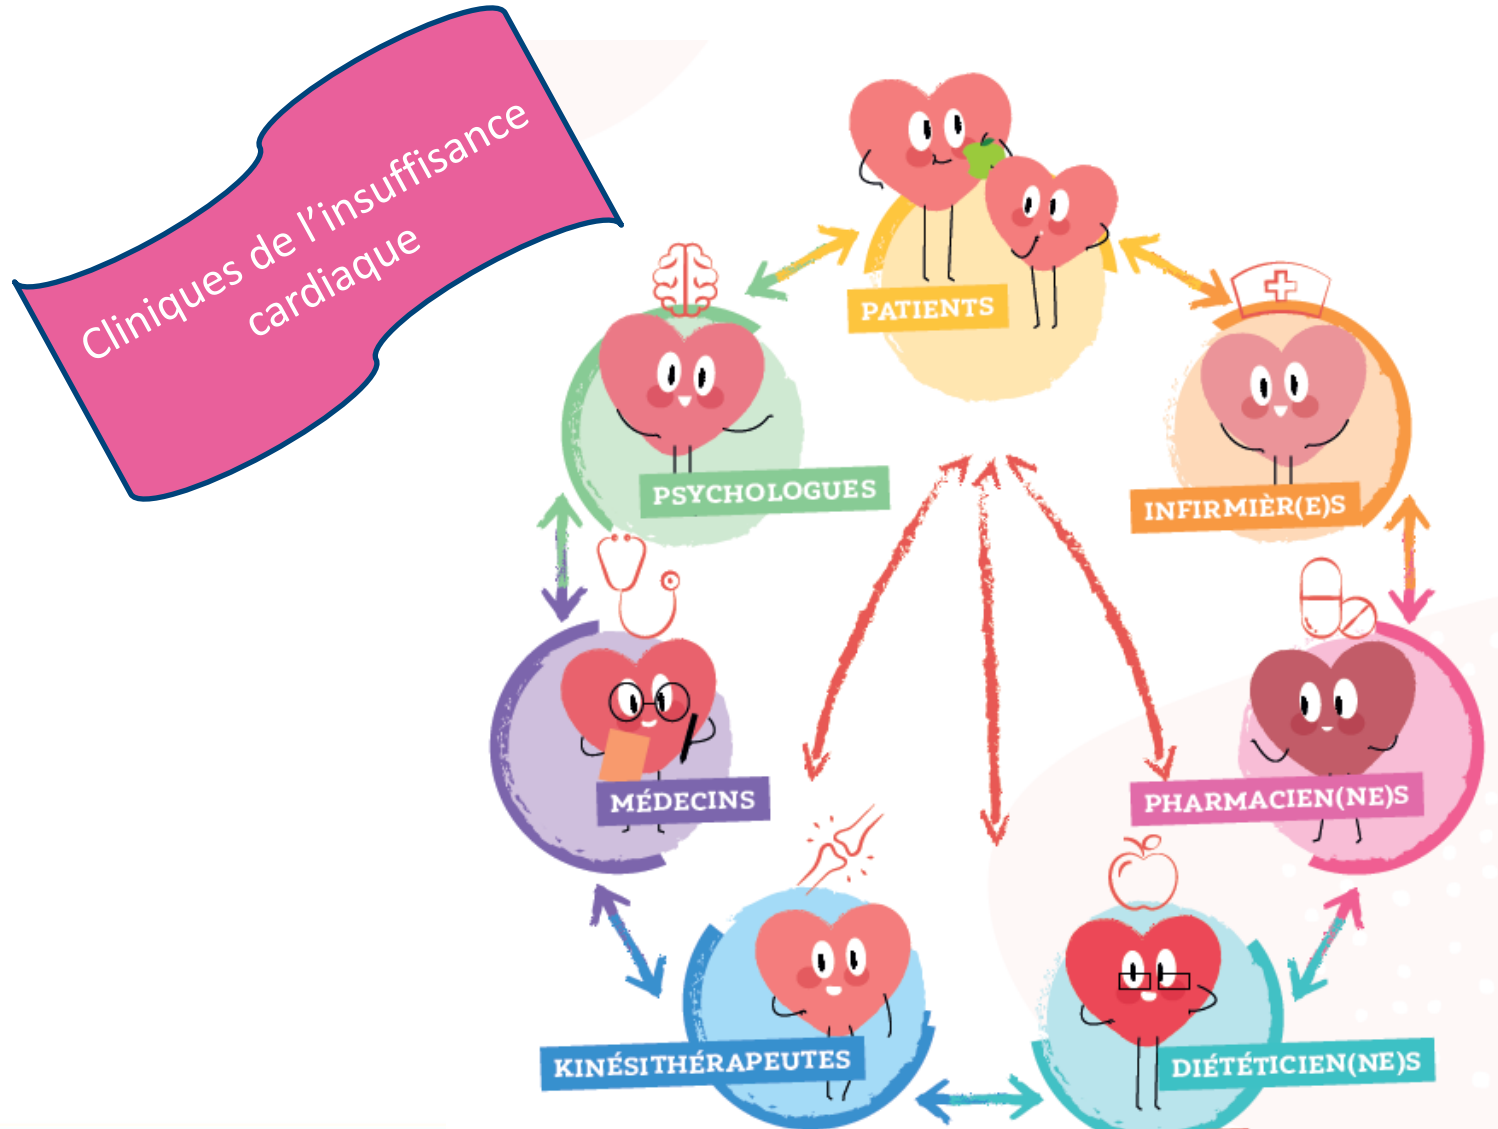 Cliniques de l’insuffisance
cardiaque
PATIENTS
PSYCHOLOGUES
INFIRMIÈR(E)S
MÉDECINS
PHARMACIEN(NE)S
KINÉSITHÉRAPEUTES
DIÉTÉTICIEN(NE)S